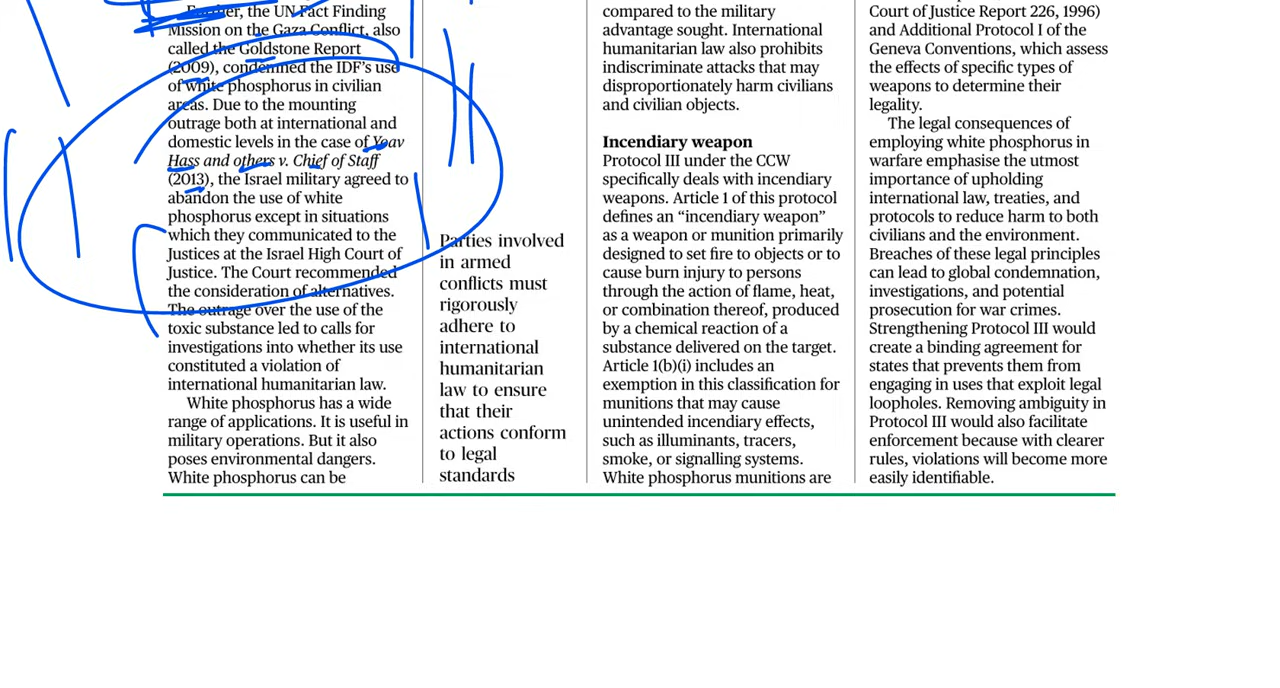 Further, the UN Fact Finding
Mission on the Gaza Conflict, also
called the Goldstone Report
(2009), condemned the IDF's use
of white phosphorus in civilian
areas. Due to the mounting
outrage both at international and
domestic levels in the case of Yoav
Hass and others v. Chief of Staff
(2013), the Israel military agreed to
abandon the use of white
phosphorus except in situations
which they communicated to the
Justices at the Israel High Court of
Justice. The Court recommended
the consideration of alternatives.
The outrage over the use of the
toxic substance led to calls for
investigations into whether its use
constituted a violation of
international humanitarian law.
White phosphorus has a wide
range of applications. It is useful in
military operations. But it also
poses environmental dangers.
White phosphorus can be
Parties involved
in armed
conflicts must
rigorously
adhere to
international
humanitarian
law to ensure
that their
actions conform
to legal
standards
compared to the military
advantage sought. International
humanitarian law also prohibits
indiscriminate attacks that may
disproportionately harm civilians
and civilian objects.
Incendiary weapon
Protocol III under the CCW
specifically deals with incendiary
weapons. Article 1 of this protocol
defines an “incendiary weapon”
as a weapon or munition primarily
designed to set fire to objects or to
cause burn injury to persons
through the action of flame, heat,
or combination thereof, produced
by a chemical reaction of a
substance delivered on the target.
Article 1(b)(i) includes an
exemption in this classification for
munitions that may cause
unintended incendiary effects,
such as illuminants, tracers,
smoke, or signalling systems.
White phosphorus munitions are
Court of Justice Report 226, 1996)
and Additional Protocol I of the
Geneva Conventions, which assess
the effects of specific types of
weapons to determine their
legality.
The legal consequences of
employing white phosphorus in
warfare emphasise the utmost
importance of upholding
international law, treaties, and
protocols to reduce harm to both
civilians and the environment.
Breaches of these legal principles
can lead to global condemnation,
investigations, and potential
prosecution for war crimes.
Strengthening Protocol III would
create a binding agreement for
states that prevents them from
engaging in uses that exploit legal
loopholes. Removing ambiguity in
Protocol III would also facilitate
enforcement because with clearer
rules, violations will become more
easily identifiable.